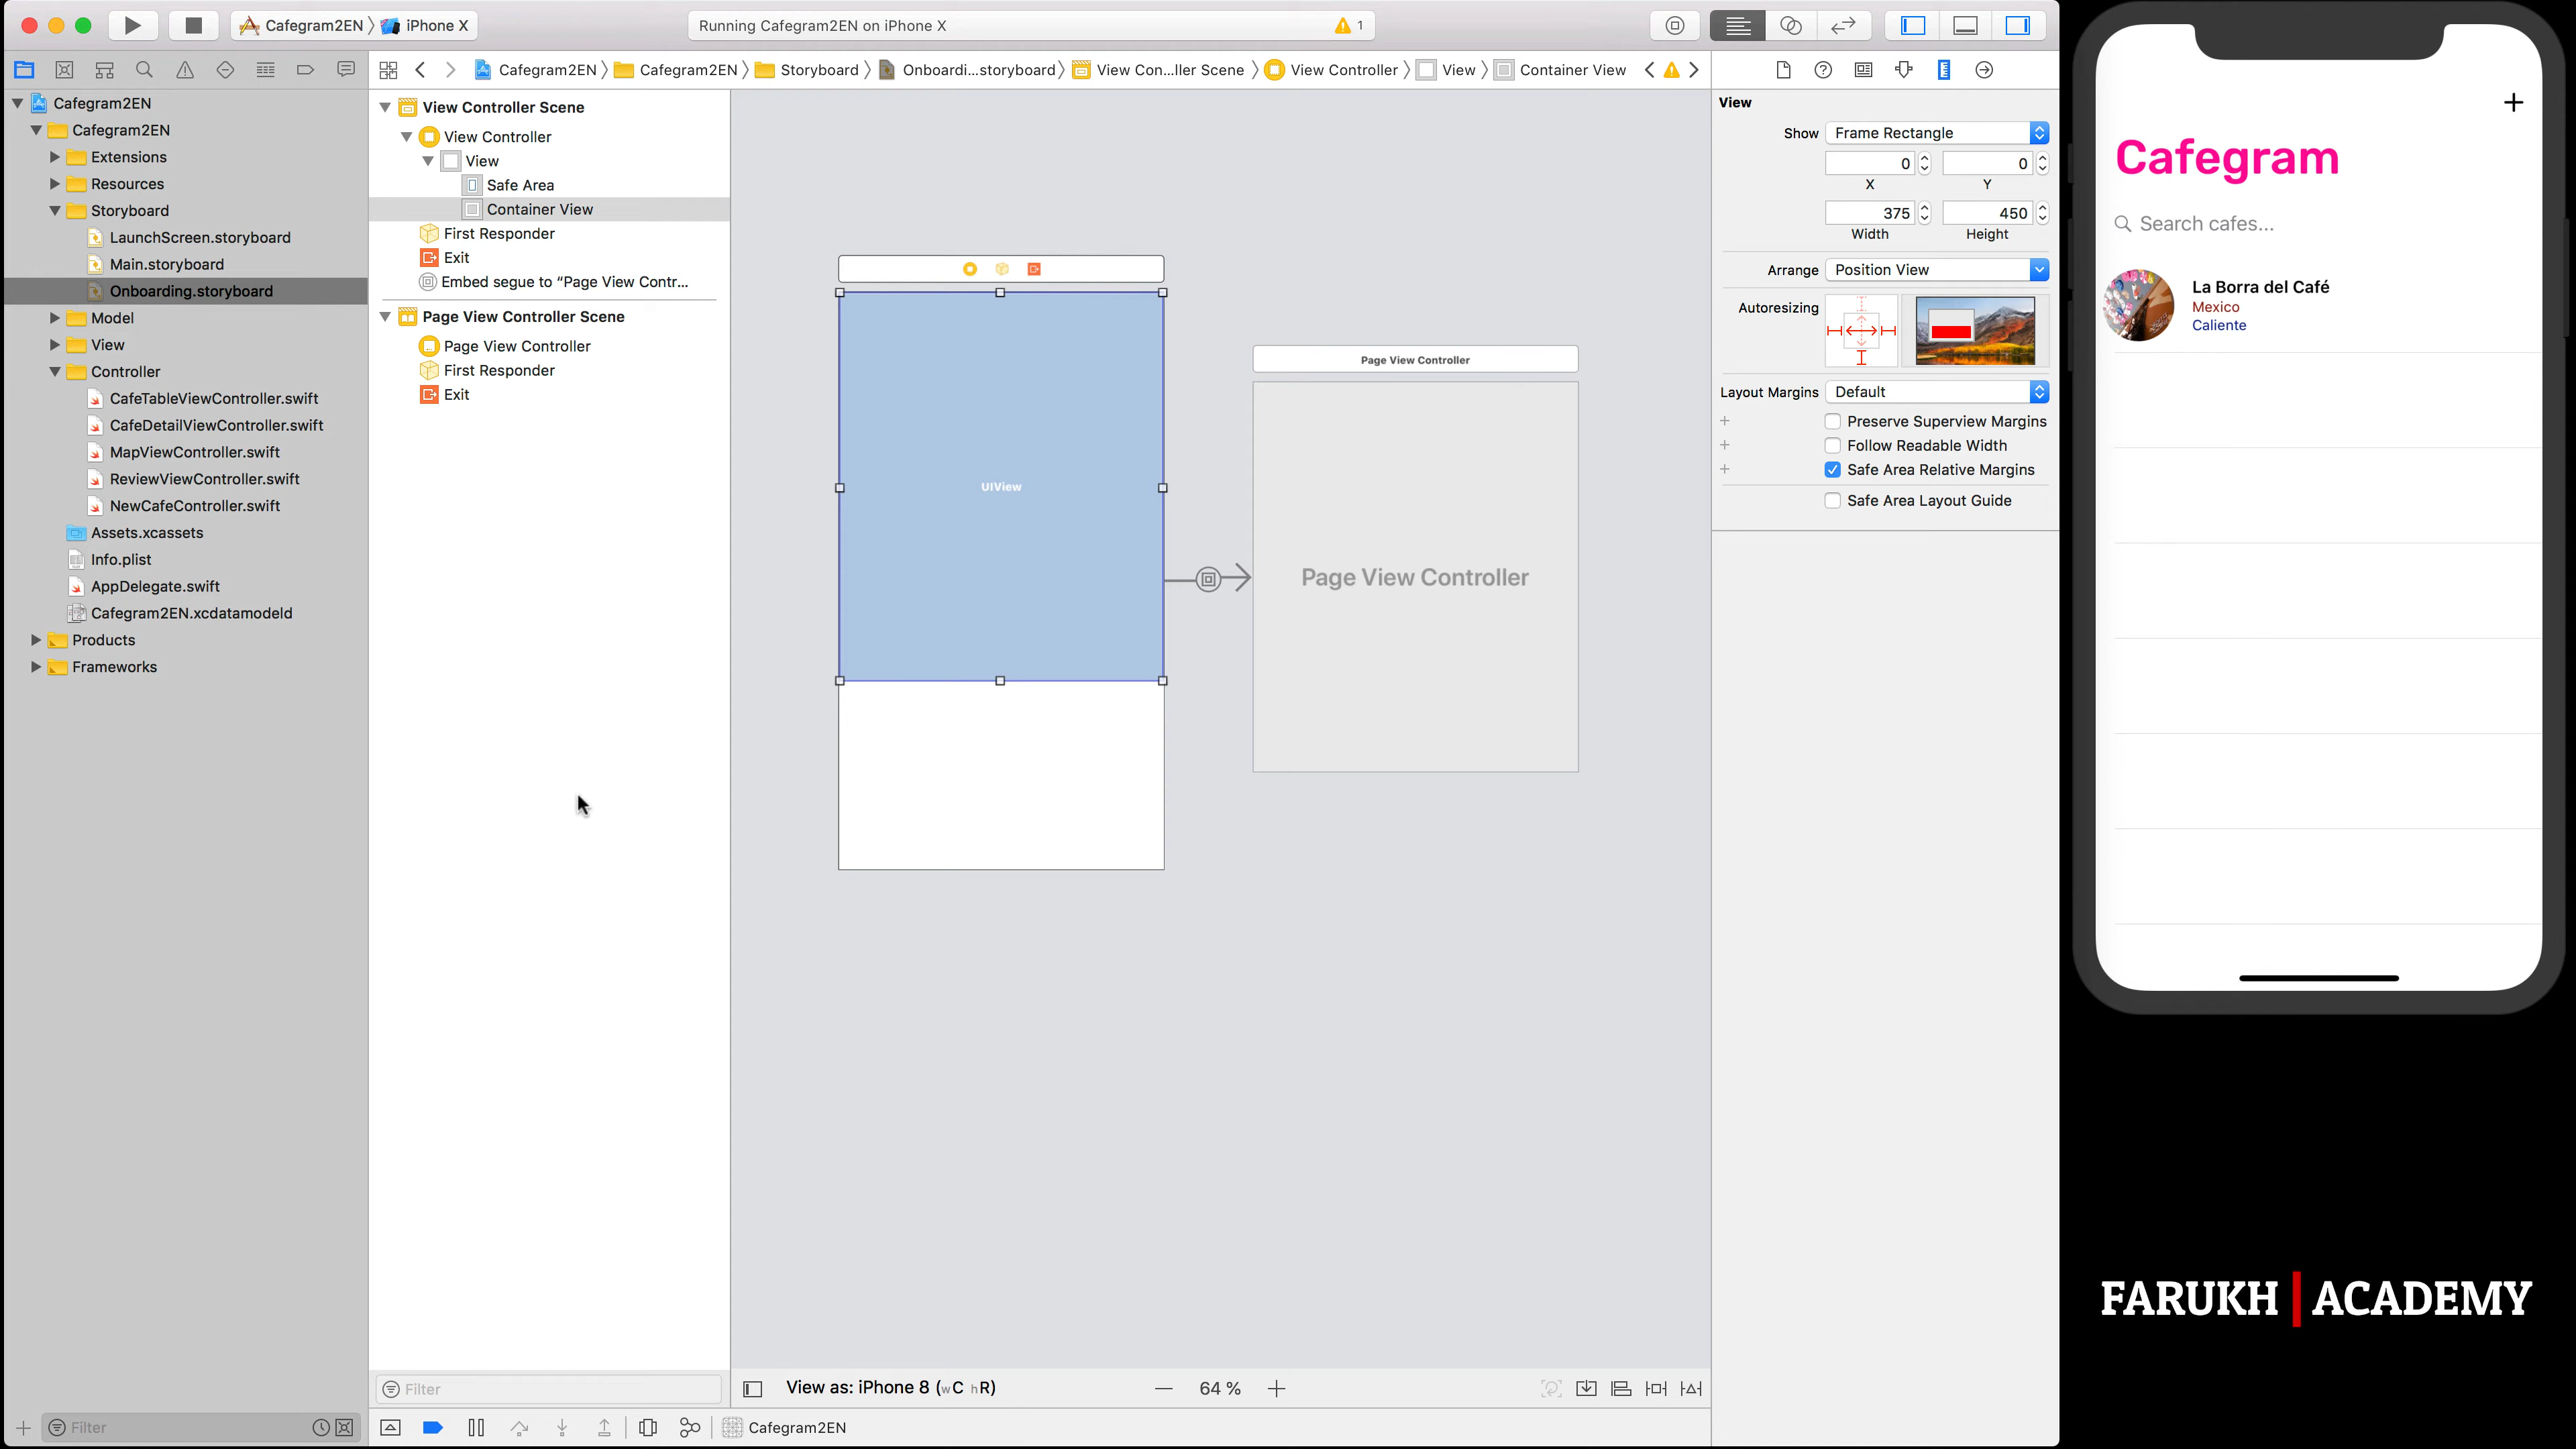 Cafegram2EN
iPhone X
Running Cafegram2EN on iPhone X
1
Cafegram2EN
Cafegram2EN
Storyboard
Onboardi...storyboard
View Con...ller Scene
View Controller
View
Container View
Cafegram2EN
Cafegram2EN
Extensions
Resources
Storyboard
LaunchScreen.storyboard
Main.storyboard
Onboarding.storyboard
Model
View
Controller
CafeTableViewController.swift
CafeDetailViewController.swift
MapViewController.swift
ReviewViewController.swift
NewCafeController.swift
Assets.xcassets
Info.plist
AppDelegate.swift
Cafegram2EN.xcdatamodeld
Products
Frameworks
Filter
View Controller Scene
View Controller
View
Safe Area
Container View
First Responder
Exit
Embed segue to “Page View Contr...
Page View Controller Scene
Page View Controller
First Responder
Exit
Filter
UIView
Page View Controller
Page View Controller
View as: iPhone 8 (wC hR)
64 %
Cafegram2EN
View
Show Frame Rectangle
0 0
X Y
375 450
Width Height
Arrange Position View
Autoresizing
Layout Margins Default
Preserve Superview Margins
Follow Readable Width
Safe Area Relative Margins
Safe Area Layout Guide
+
Cafegram
Search cafes...
La Borra del Café
Mexico
Caliente
FARUKH | ACADEMY